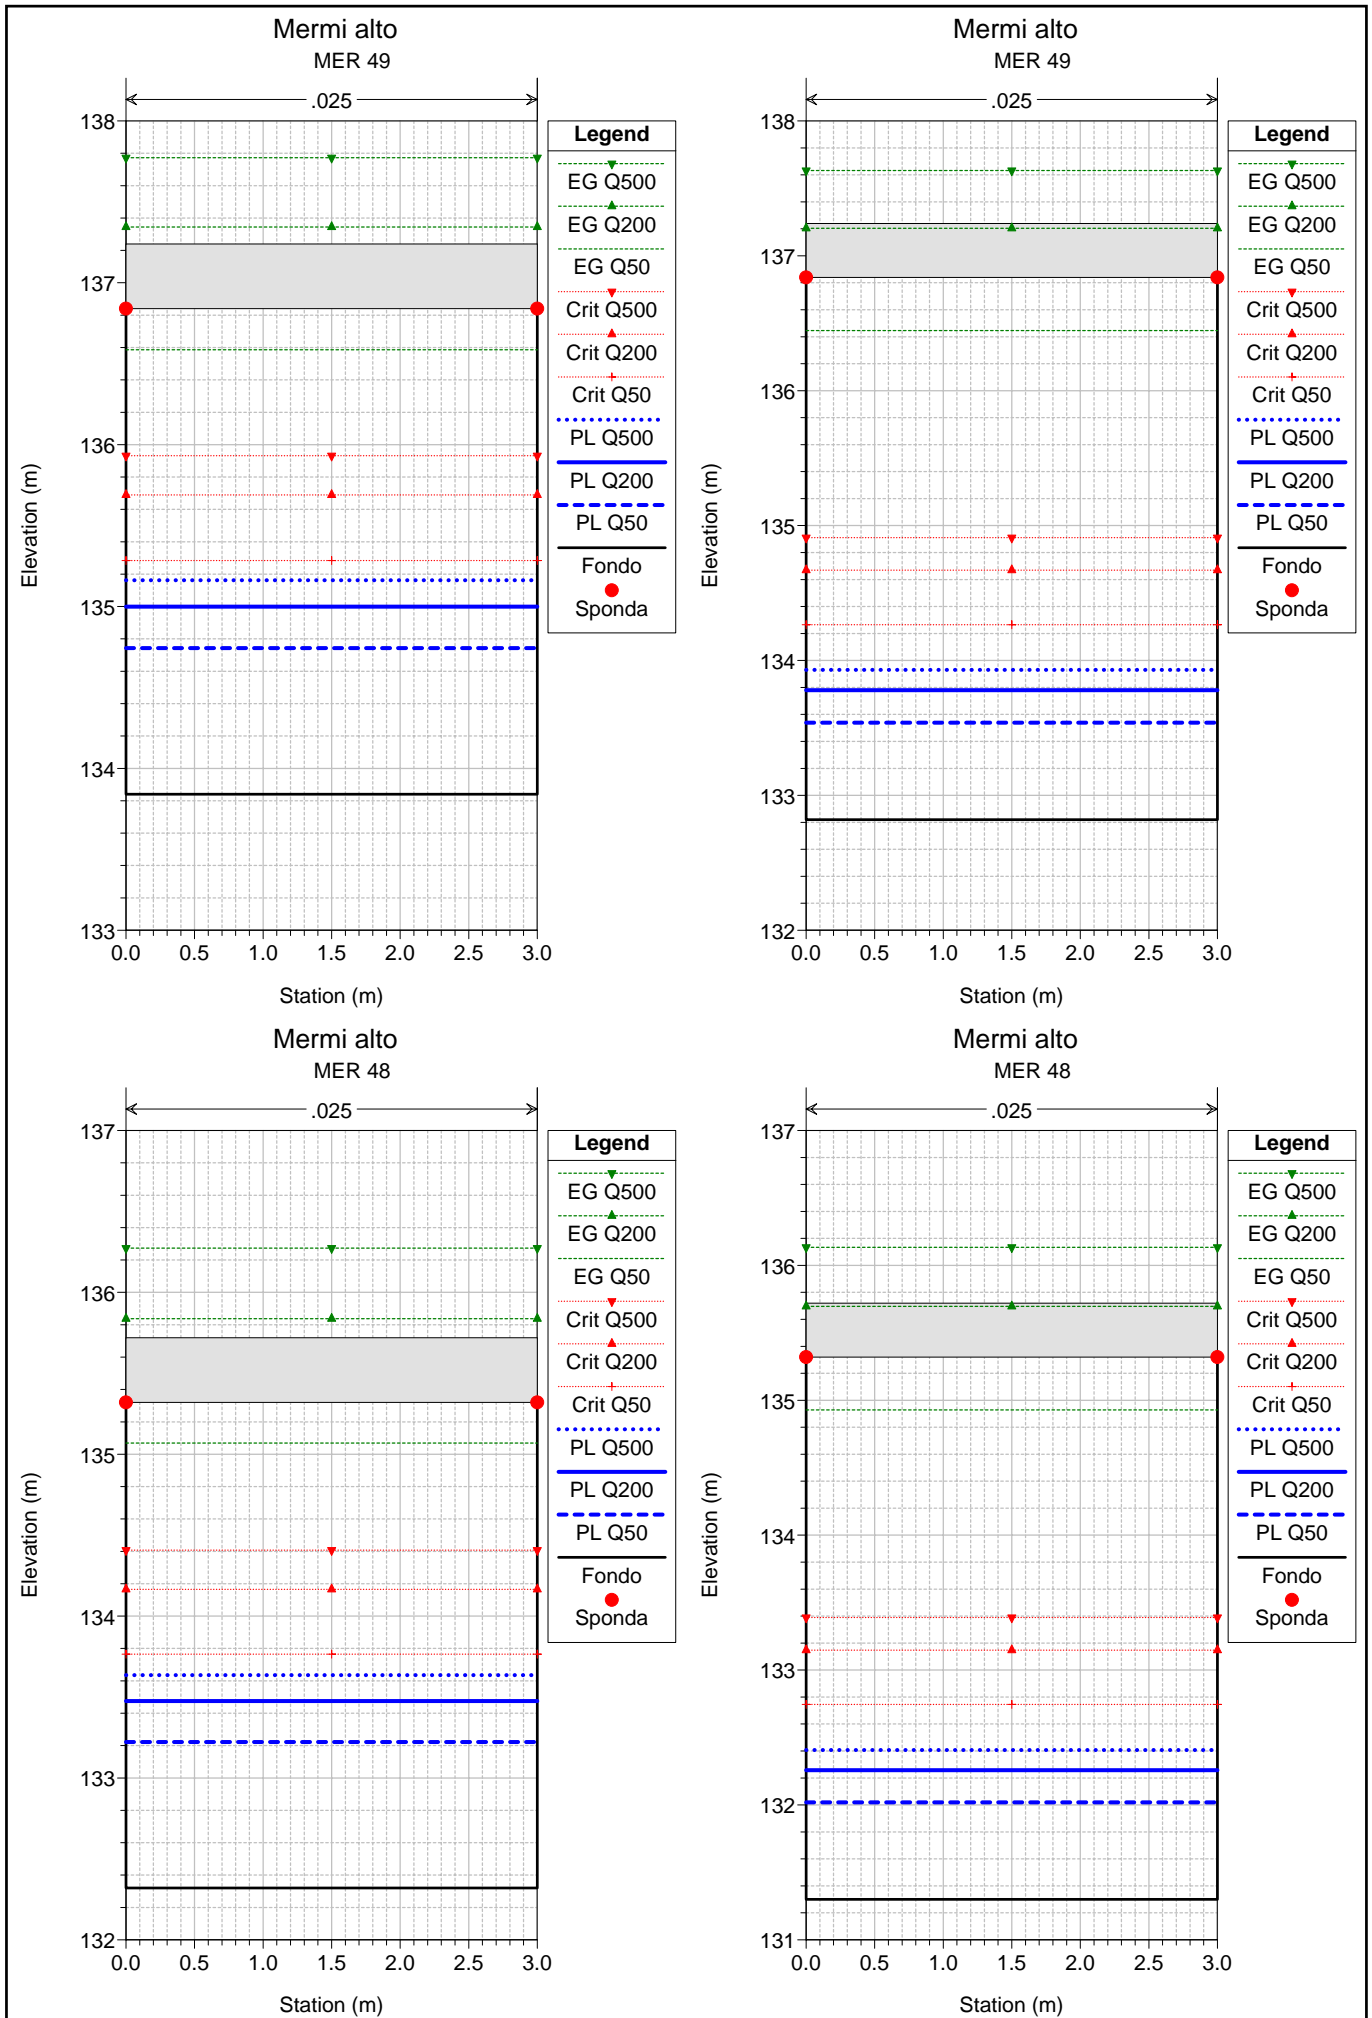 Mermi alto
MER 49
.025
138
137
136
135
134
133
Elevation (m)
0.0 0.5 1.0 1.5 2.0 2.5 3.0
Station (m)
Legend
EG Q500
EG Q200
EG Q50
Crit Q500
Crit Q200
Crit Q50
PL Q500
PL Q200
PL Q50
Fondo
Sponda
Mermi alto
MER 49
.025
138
137
136
135
134
133
132
Elevation (m)
0.0 0.5 1.0 1.5 2.0 2.5 3.0
Station (m)
Legend
EG Q500
EG Q200
EG Q50
Crit Q500
Crit Q200
Crit Q50
PL Q500
PL Q200
PL Q50
Fondo
Sponda
Mermi alto
MER 48
.025
137
136
135
134
133
132
Elevation (m)
0.0 0.5 1.0 1.5 2.0 2.5 3.0
Station (m)
Legend
EG Q500
EG Q200
EG Q50
Crit Q500
Crit Q200
Crit Q50
PL Q500
PL Q200
PL Q50
Fondo
Sponda
Mermi alto
MER 48
.025
137
136
135
134
133
132
131
Elevation (m)
0.0 0.5 1.0 1.5 2.0 2.5 3.0
Station (m)
Legend
EG Q500
EG Q200
EG Q50
Crit Q500
Crit Q200
Crit Q50
PL Q500
PL Q200
PL Q50
Fondo
Sponda